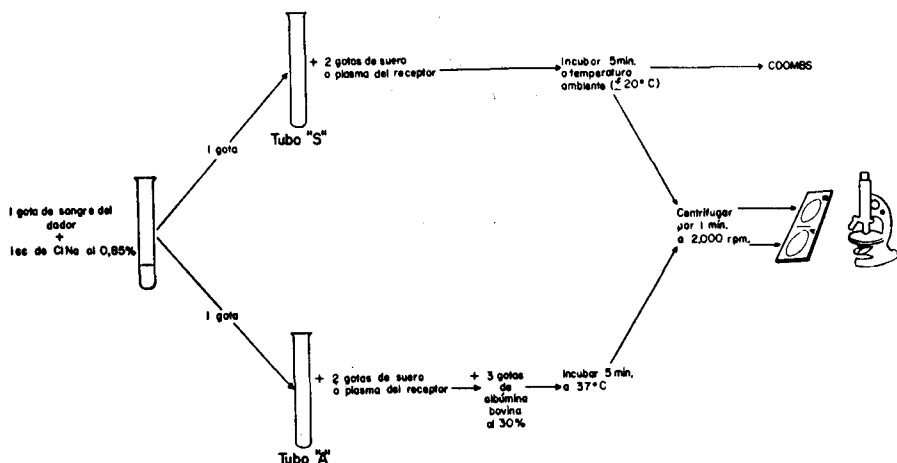 + 2 gotas de suero
o plasma del receptor
Incubar 5min.
a temperatura
ambiente (± 20° C)
COOMBS
Tubo "S"
1 gota
1 gota de sangre del
dador
+
1cc de ClNa al 0,85%
Centrifugar
por 1 min.
a 2,000 rpm.
1 gota
+ 2 gotas de suero
o plasma del receptor
+
3 gotas
de
albúmina
bovina
al 30%
Incubar 5 min.
a 37°C
Tubo "A"